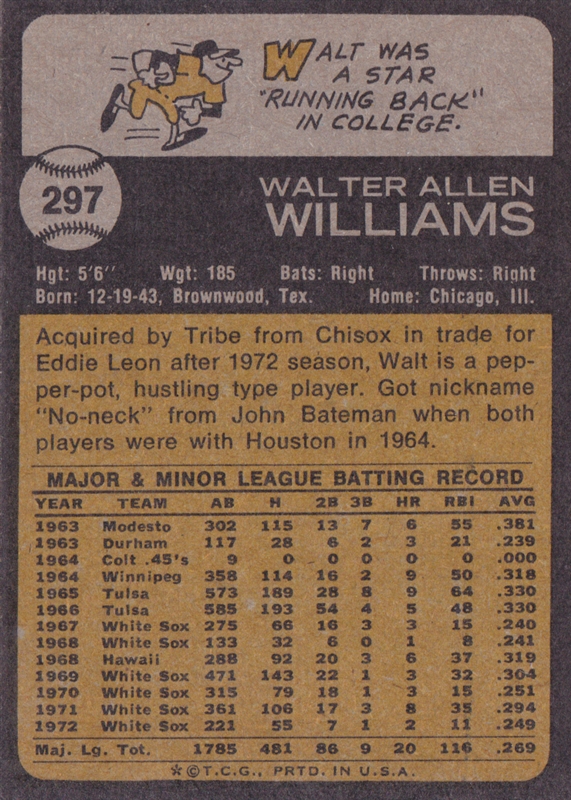 WALT WAS
A STAR
"RUNNING BACK"
IN COLLEGE.
297
WALTER ALLEN
WILLIAMS
Hgt: 5'6" Wgt: 185 Bats: Right Throws: Right
Born: 12-19-43, Brownwood, Tex. Home: Chicago, Ill.
Acquired by Tribe from Chisox in trade for
Eddie Leon after 1972 season, Walt is a pep-
per-pot, hustling type player. Got nickname
"No-neck" from John Bateman when both
players were with Houston in 1964.
MAJOR & MINOR LEAGUE BATTING RECORD
YEAR TEAM AB H 2B 3B HR RBI AVG
1963 Modesto 302 115 13 7 6 55 .381
1963 Durham 117 28 6 2 3 21 .239
1964 Colt .45's 9 0 0 0 0 0 .000
1964 Winnipeg 358 114 16 2 9 50 .318
1965 Tulsa 573 189 28 8 9 64 .330
1966 Tulsa 585 193 54 4 5 48 .330
1967 White Sox 275 66 16 3 3 15 .240
1968 White Sox 133 32 6 0 1 8 .241
1968 Hawaii 288 92 20 3 6 37 .319
1969 White Sox 471 143 22 1 3 32 .304
1970 White Sox 315 79 18 1 3 15 .251
1971 White Sox 361 106 17 3 8 35 .294
1972 White Sox 221 55 7 1 2 11 .249
Maj. Lg. Tot. 1785 481 86 9 20 116 .269
*©T.C.G., PRTD. IN U.S.A.